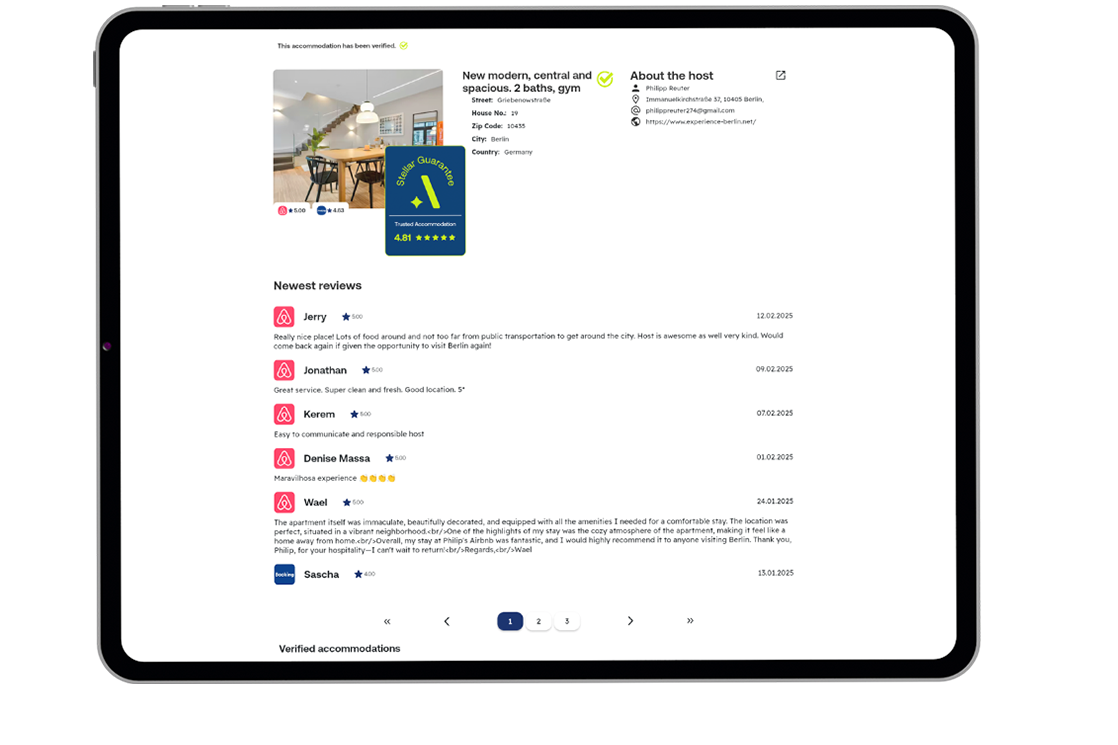 This accommodation has been verified.
New modern, central and
spacious. 2 baths, gym
Street: Griebenowstraße
House No.: 19
Zip Code: 10435
City: Berlin
Country: Germany
About the host
Philipp Reuter
Immanuelkirchstraße 37, 10405 Berlin,
philippreuter274@gmail.com
https://www.experience-berlin.net/
5.00
4.63
Stellar Guarantee
Trusted Accommodation
4.81
Newest reviews
Jerry 5.00 12.02.2025
Really nice place! Lots of food around and not too far from public transportation to get around the city. Host is awesome as well very kind. Would
come back again if given the opportunity to visit Berlin again!
Jonathan 5.00 09.02.2025
Great service. Super clean and fresh. Good location. 5*
Kerem 5.00 07.02.2025
Easy to communicate and responsible host
Denise Massa 5.00 01.02.2025
Maravilhosa experience 👏👏👏👏
Wael 5.00 24.01.2025
The apartment itself was immaculate, beautifully decorated, and equipped with all the amenities I needed for a comfortable stay. The location was
perfect, situated in a vibrant neighborhood.<br/>One of the highlights of my stay was the cozy atmosphere of the apartment, making it feel like a
home away from home.<br/>Overall, my stay at Philip's Airbnb was fantastic, and I would highly recommend it to anyone visiting Berlin. Thank you,
Philip, for your hospitality—I can't wait to return!<br/>Regards,<br/>Wael
Booking Sascha 4.00 13.01.2025
« < 1 2 3 > »
Verified accommodations